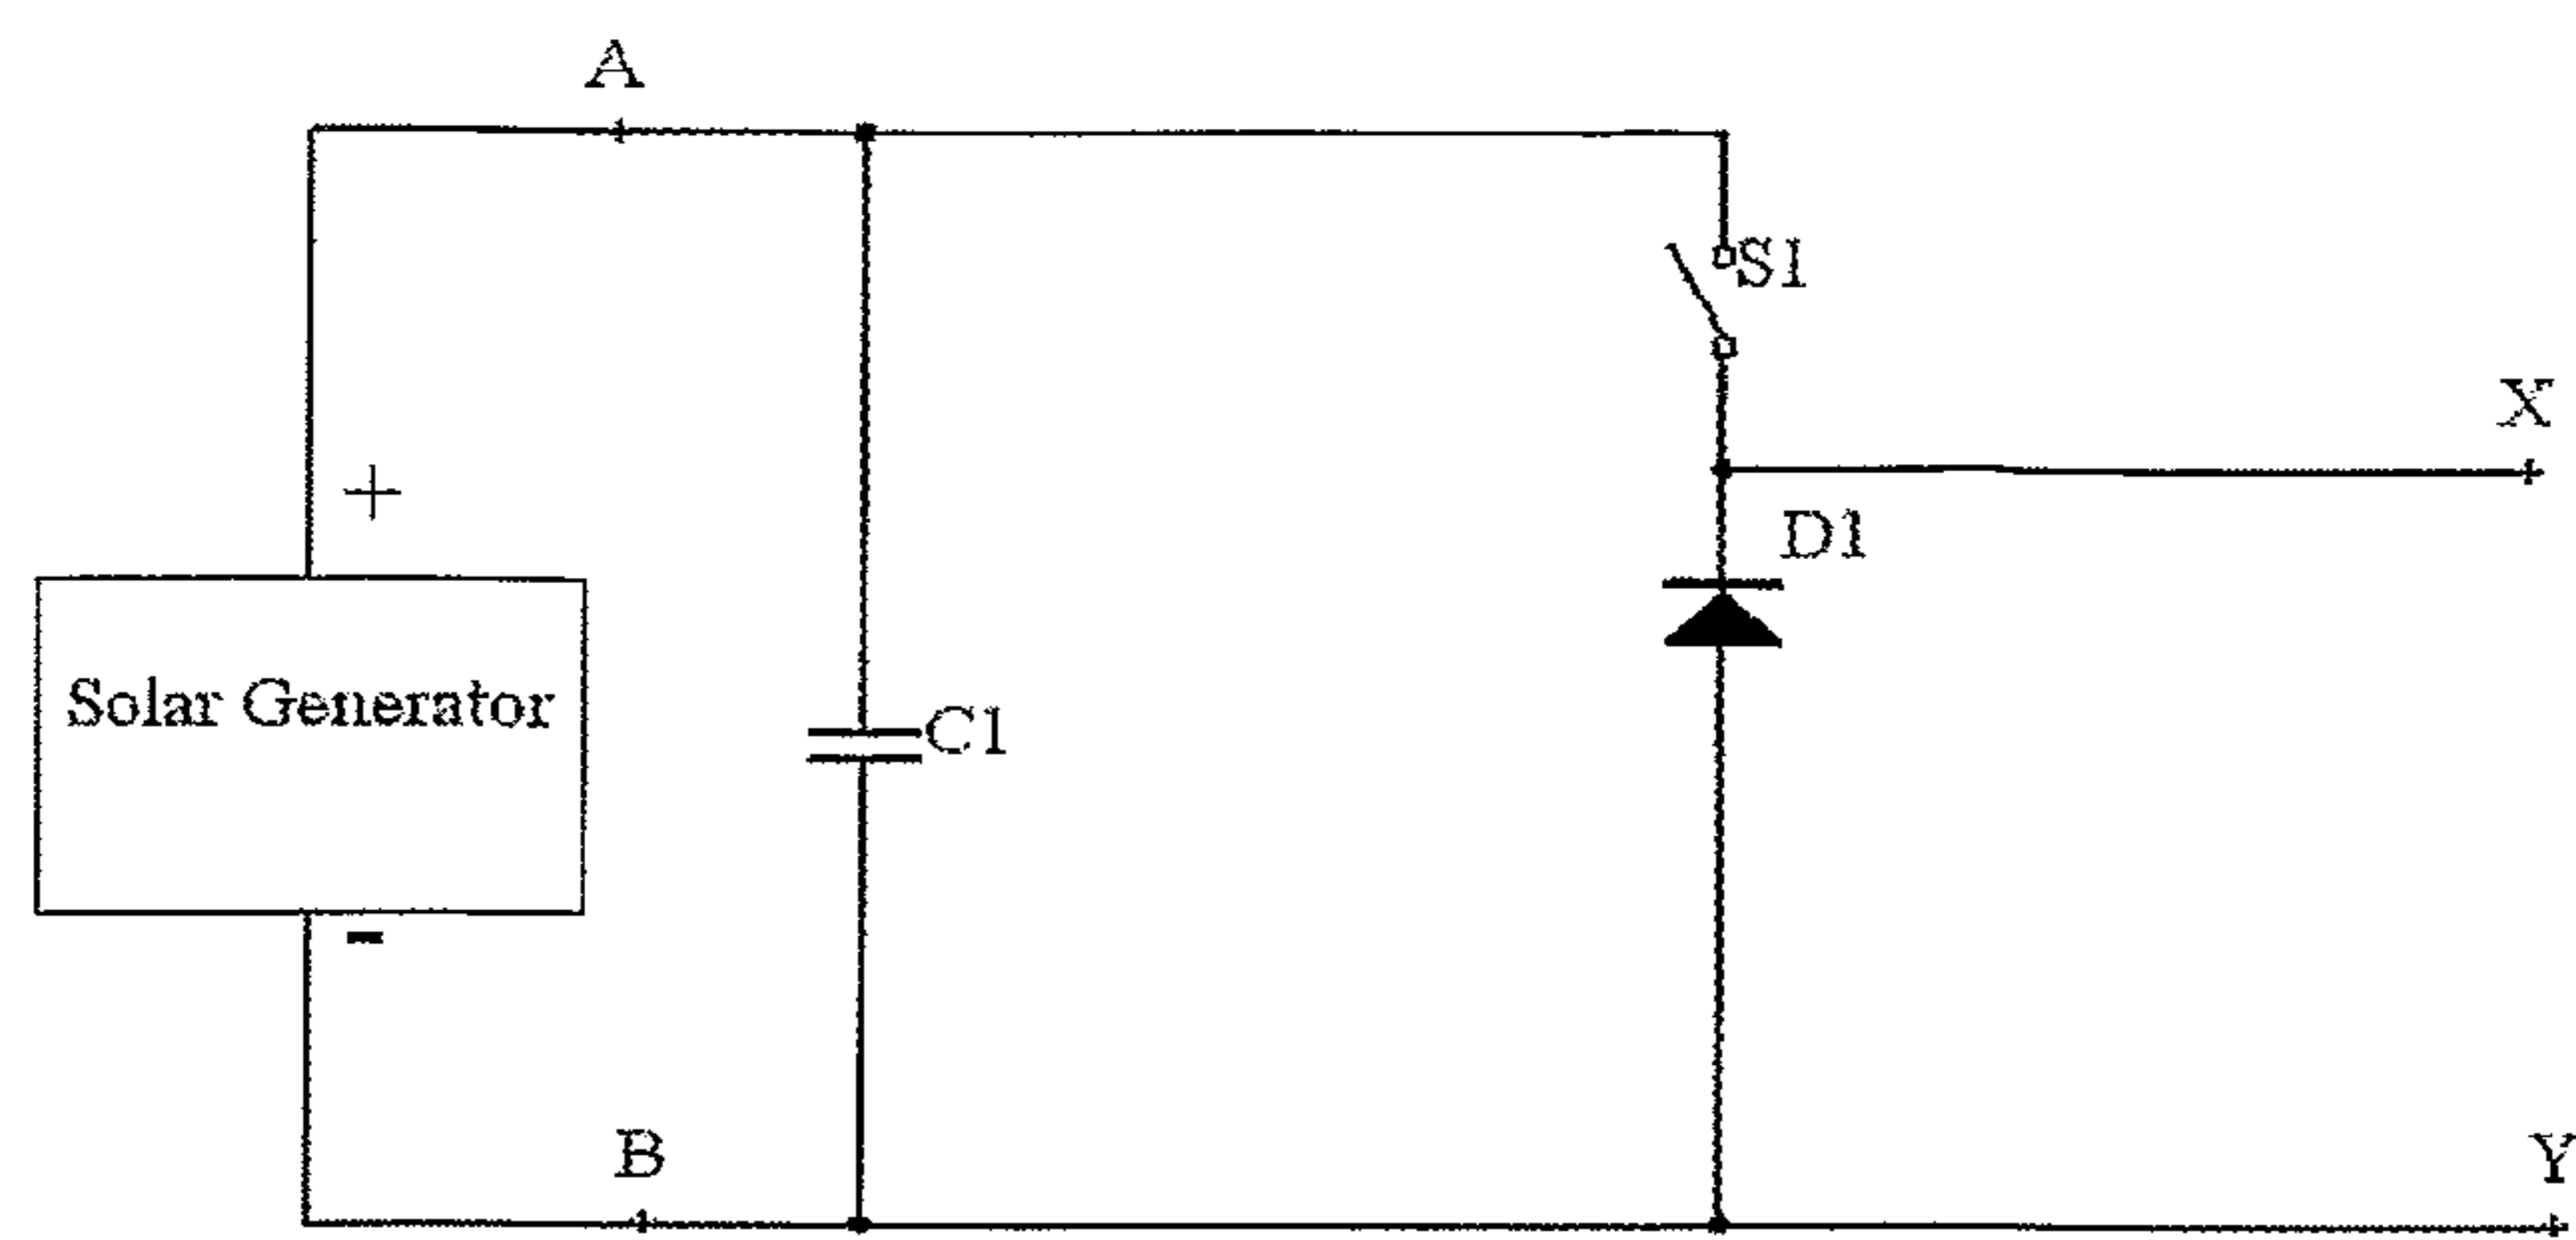 A
S1
X
+
D1
Solar Generator
C1
-
B
Y